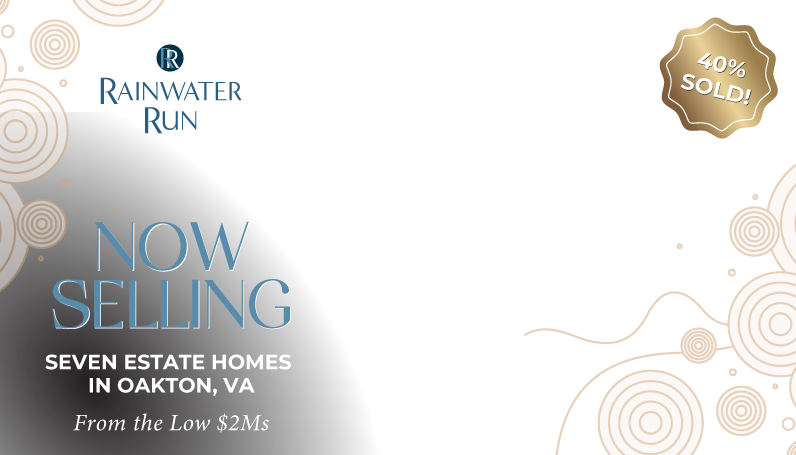 RAINWATER
RUN
40%
SOLD!
NOW
SELLING
SEVEN ESTATE HOMES
IN OAKTON, VA
From the Low $2Ms